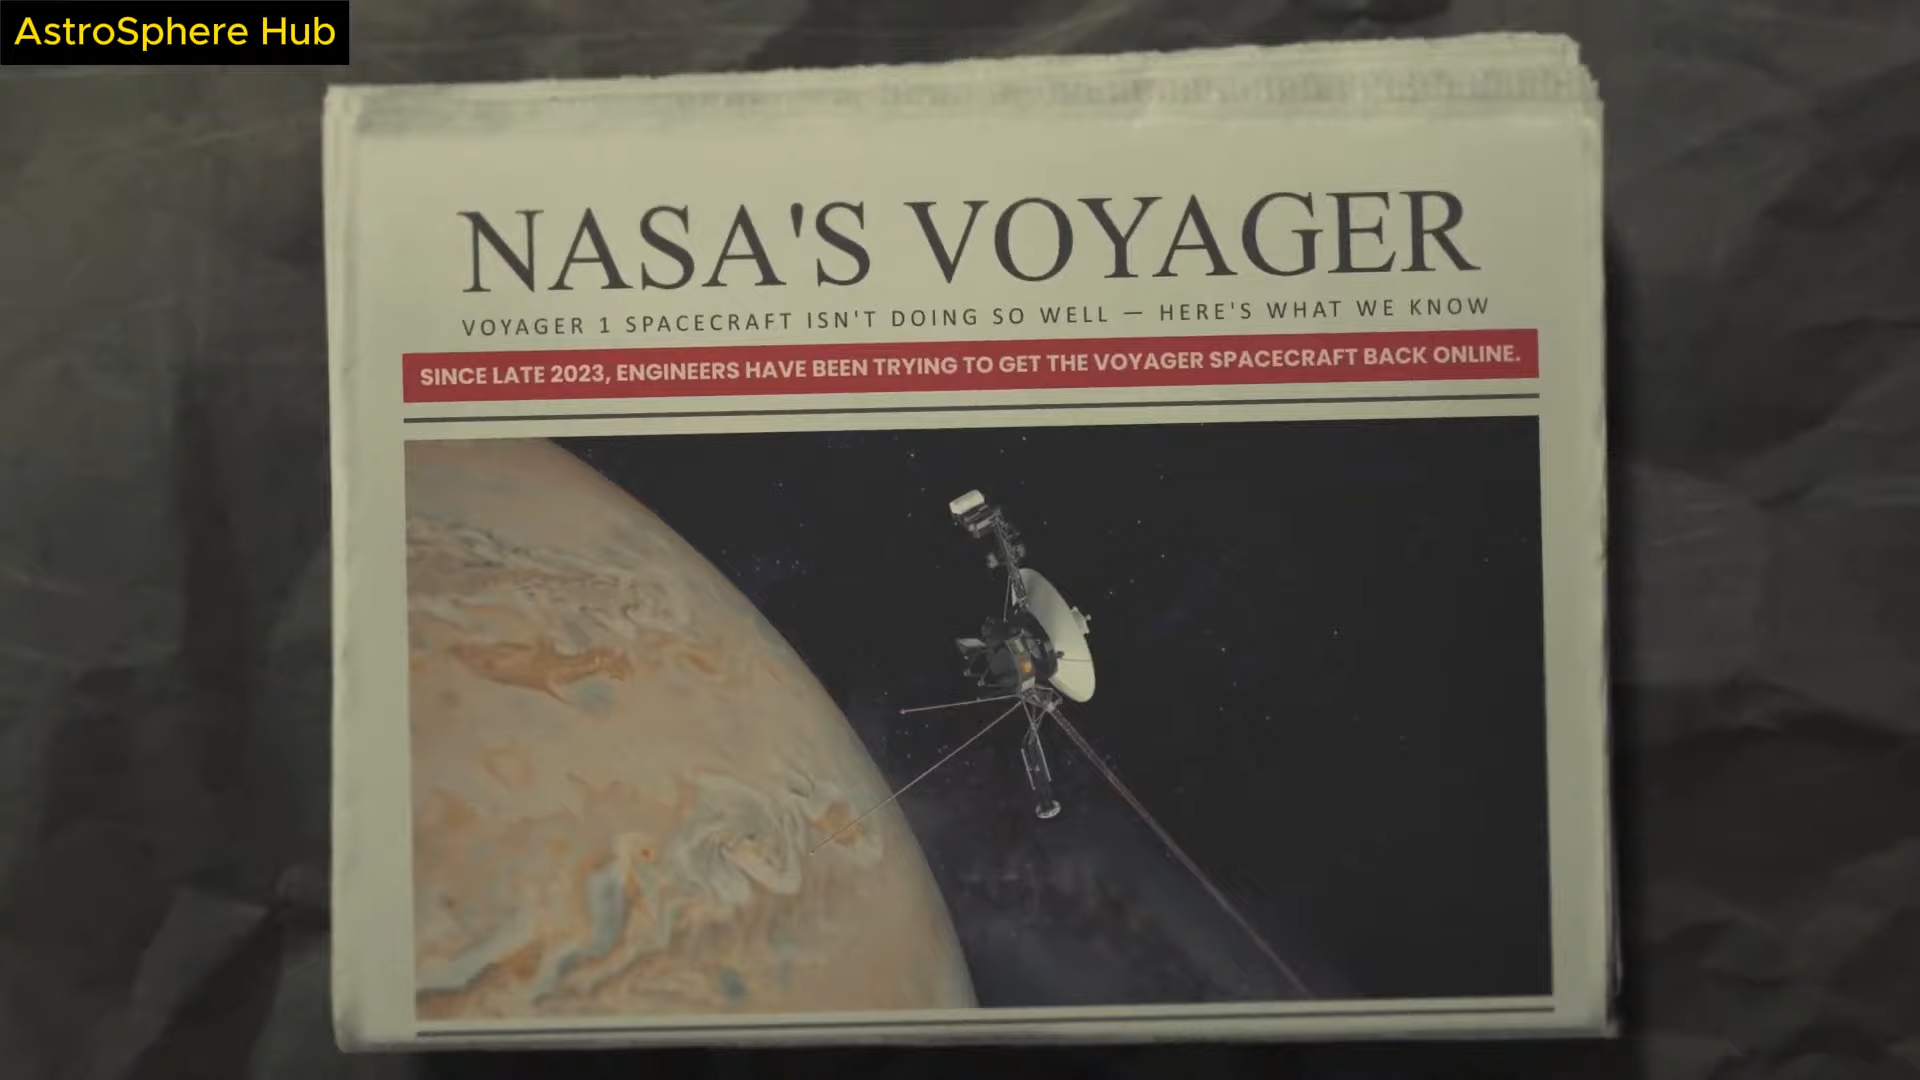 AstroSphere Hub
NASA'S VOYAGER
VOYAGER 1 SPACECRAFT ISN'T DOING SO WELL — HERE'S WHAT WE KNOW
SINCE LATE 2023, ENGINEERS HAVE BEEN TRYING TO GET THE VOYAGER SPACECRAFT BACK ONLINE.